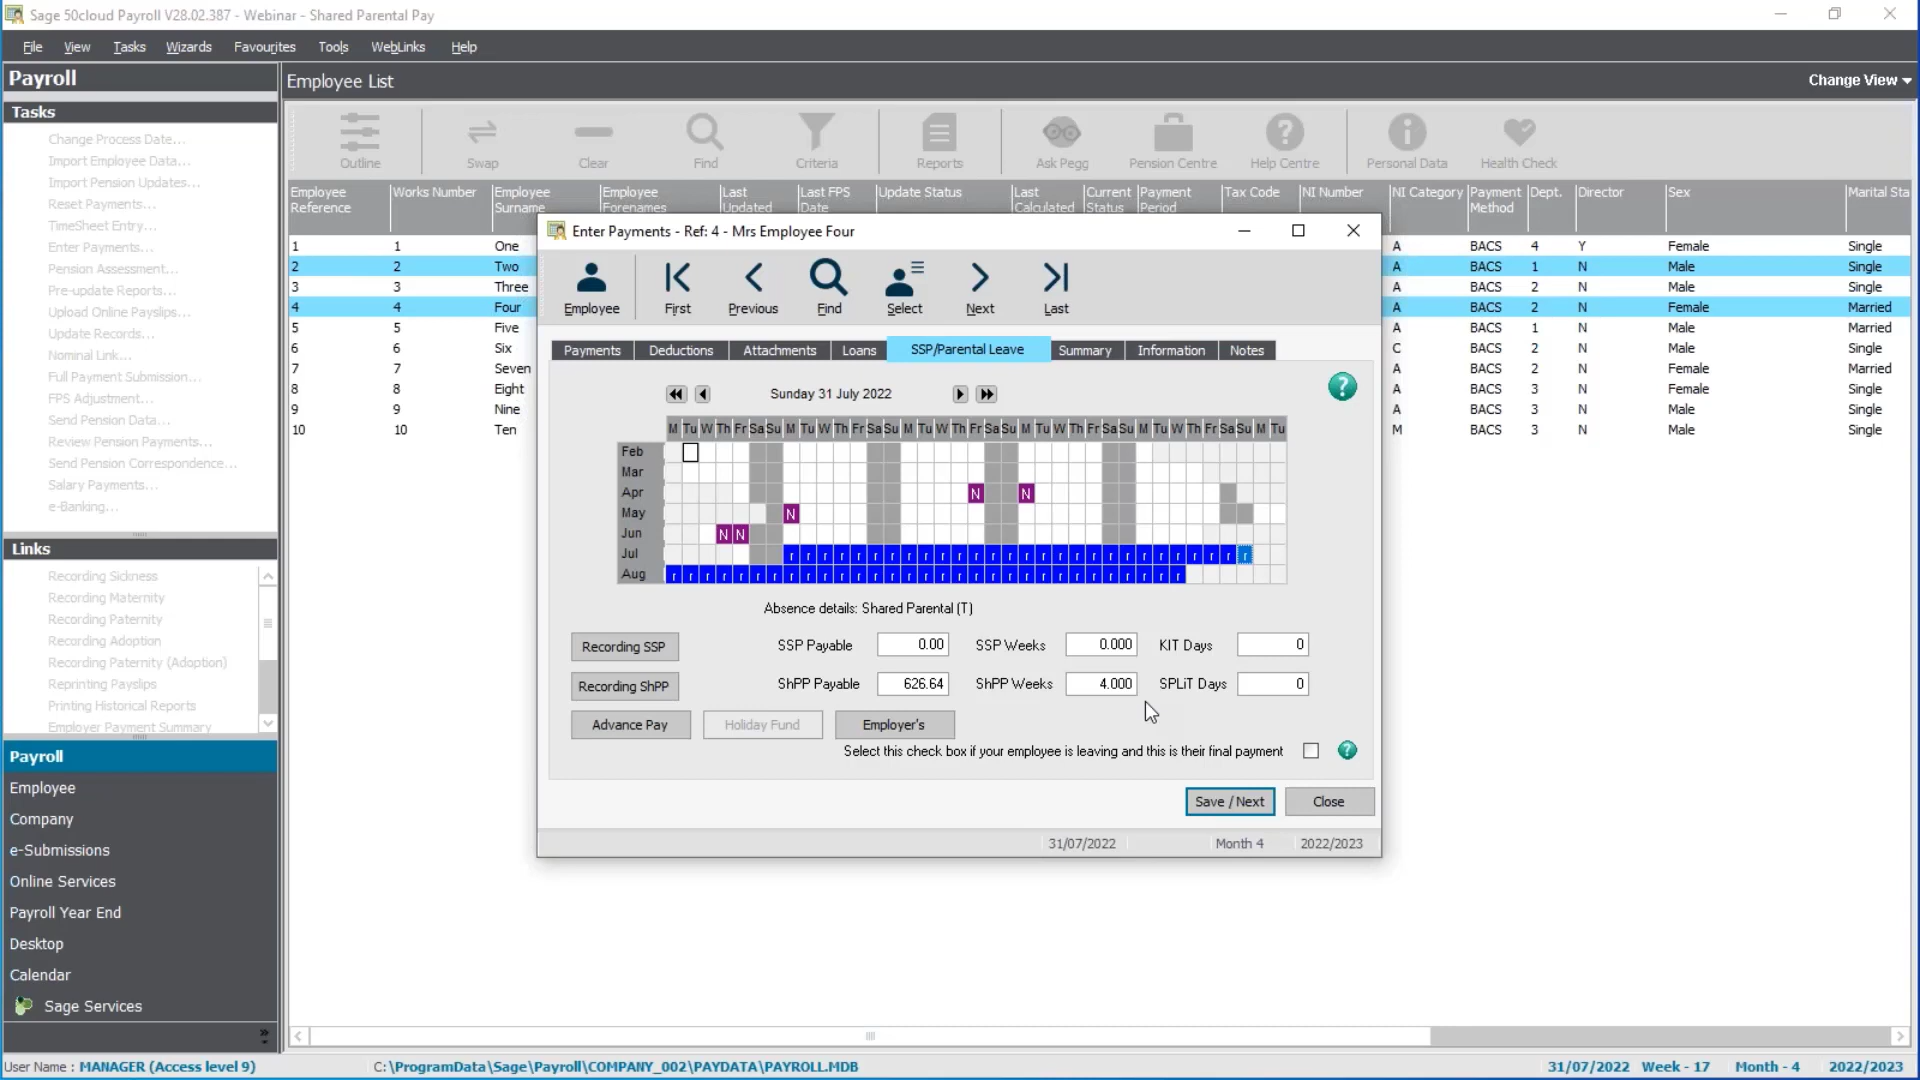 Sage 50cloud Payroll V28.02.387 - Webinar - Shared Parental Pay
File View Tasks Wizards Favourites Tools WebLinks Help
Payroll
Employee List
Change View
Tasks
Change Process Date...
Import Employee Data...
Import Pension Updates...
Reset Payments...
TimeSheet Entry...
Enter Payments...
Pension Assessment...
Pre-update Reports...
Upload Online Payslips...
Update Records...
Nominal Link...
Full Payment Submission...
FPS Adjustment...
Send Pension Data...
Review Pension Payments...
Send Pension Correspondence...
Salary Payments...
e-Banking...
Links
Recording Sickness
Recording Maternity
Recording Paternity
Recording Adoption
Recording Paternity (Adoption)
Reprinting Payslips
Printing Historical Reports
Employer Payment Summary
Payroll
Employee
Company
e-Submissions
Online Services
Payroll Year End
Desktop
Calendar
Sage Services
Outline Swap Clear Find Criteria Reports Ask Pegg Pension Centre Help Centre Personal Data Health Check
Employee Reference Works Number Employee Surname Employee Forenames Last Updated Last FPS Date Update Status Last Calculated Current Status Payment Period Tax Code NI Number NI Category Payment Method Dept. Director Sex Marital Sta
1 1 One A BACS 4 Y Female Single
2 2 Two A BACS 1 N Male Single
3 3 Three A BACS 2 N Male Single
4 4 Four A BACS 2 N Female Married
5 5 Five A BACS 1 N Male Married
6 6 Six C BACS 2 N Male Single
7 7 Seven A BACS 2 N Male Married
8 8 Eight A BACS 3 N Female Single
9 9 Nine A BACS 3 N Male Single
10 10 Ten M BACS 3 N Male Single
Enter Payments - Ref: 4 - Mrs Employee Four
Employee First Previous Find Select Next Last
Payments Deductions Attachments Loans SSP/Parental Leave Summary Information Notes
Sunday 31 July 2022
M Tu W Th Fr Sa Su M Tu W Th Fr Sa Su M Tu W Th Fr Sa Su M Tu W Th Fr Sa Su M Tu W Th Fr Sa Su M Tu
Feb
Mar
Apr N N
May N
Jun N N
Jul r r r r r r r r r r r r r r r r r r r r r r r r r r r r
Aug r r r r r r r r r r r r r r r r r r r r r r r r r r r r r r r
Absence details: Shared Parental (T)
Recording SSP SSP Payable 0.00 SSP Weeks 0.000 KIT Days 0
Recording ShPP ShPP Payable 626.64 ShPP Weeks 4.000 SPLiT Days 0
Advance Pay Holiday Fund Employer's
Select this check box if your employee is leaving and this is their final payment
Save / Next Close
31/07/2022 Month 4 2022/2023
User Name : MANAGER (Access level 9) C:\ProgramData\Sage\Payroll\COMPANY_002\PAYDATA\PAYROLL.MDB 31/07/2022 Week - 17 Month - 4 2022/2023